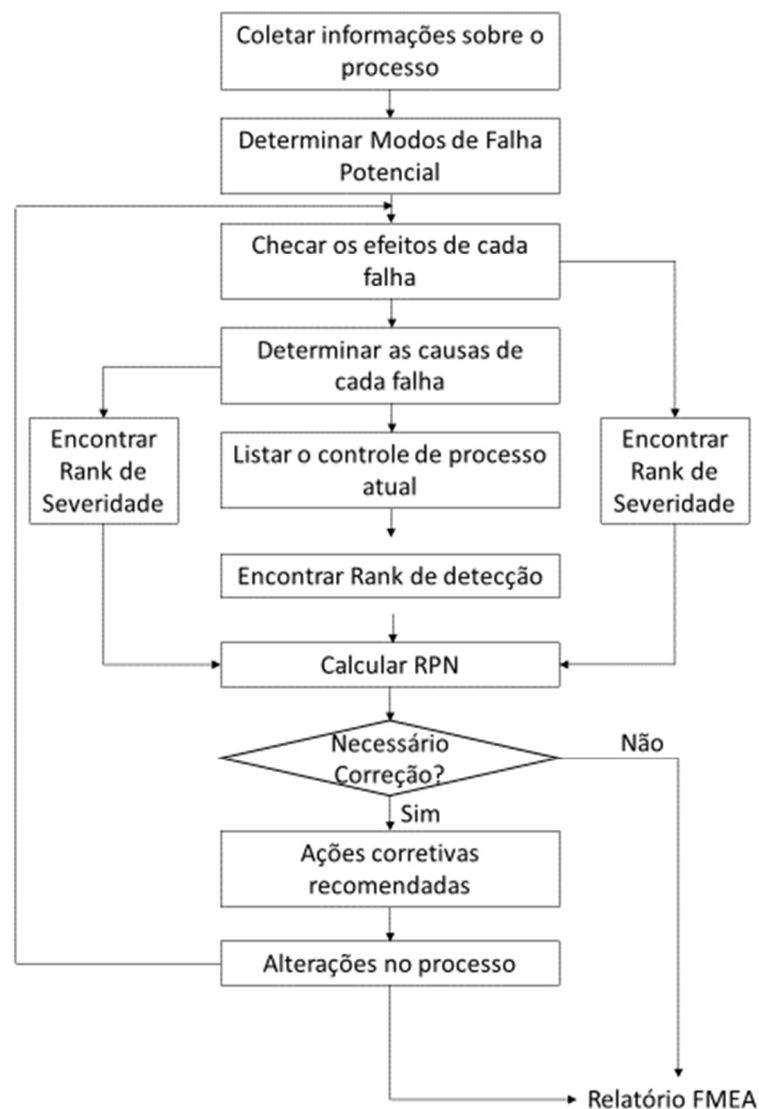 Coletar informações sobre o
processo
Determinar Modos de Falha
Potencial
Checar os efeitos de cada
falha
Determinar as causas de
cada falha
Encontrar
Rank de
Severidade
Listar o controle de processo
atual
Encontrar
Rank de
Severidade
Encontrar Rank de detecção
Calcular RPN
Necessário
Correção?
Não
Sim
Ações corretivas
recomendadas
Alterações no processo
Relatório FMEA